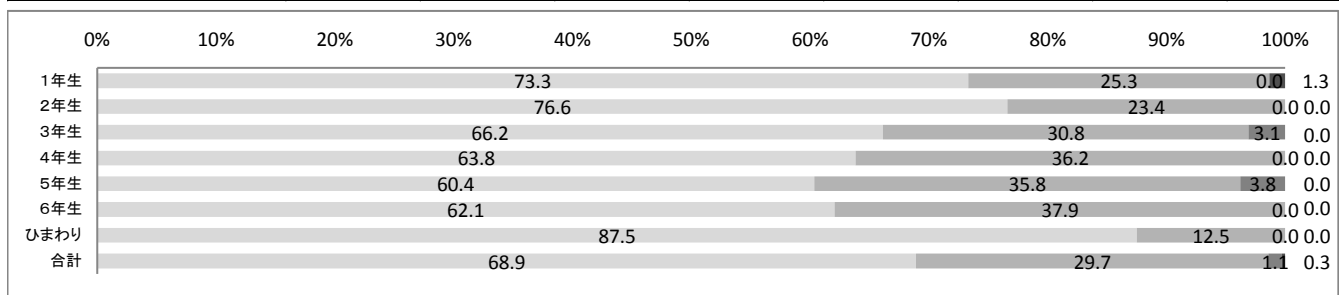 0% 10% 20% 30% 40% 50% 60% 70% 80% 90% 100%
1年生 73.3 25.3 0.0 1.3
2年生 76.6 23.4 0.0 0.0
3年生 66.2 30.8 3.1 0.0
4年生 63.8 36.2 0.0 0.0
5年生 60.4 35.8 3.8 0.0
6年生 62.1 37.9 0.0 0.0
ひまわり 87.5 12.5 0.0 0.0
合計 68.9 29.7 1.1 0.3